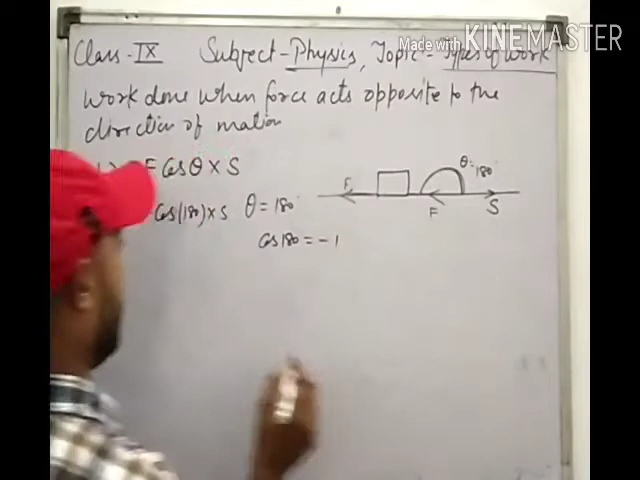 Made with KINEMASTER
Class-IX Subject-Physics, Topic-Types of work
work done when force acts opposite to the
direction of motion
F Cosθ × S
Cos(180) × S θ = 180°
Cos 180 = -1
θ = 180°
F
F S